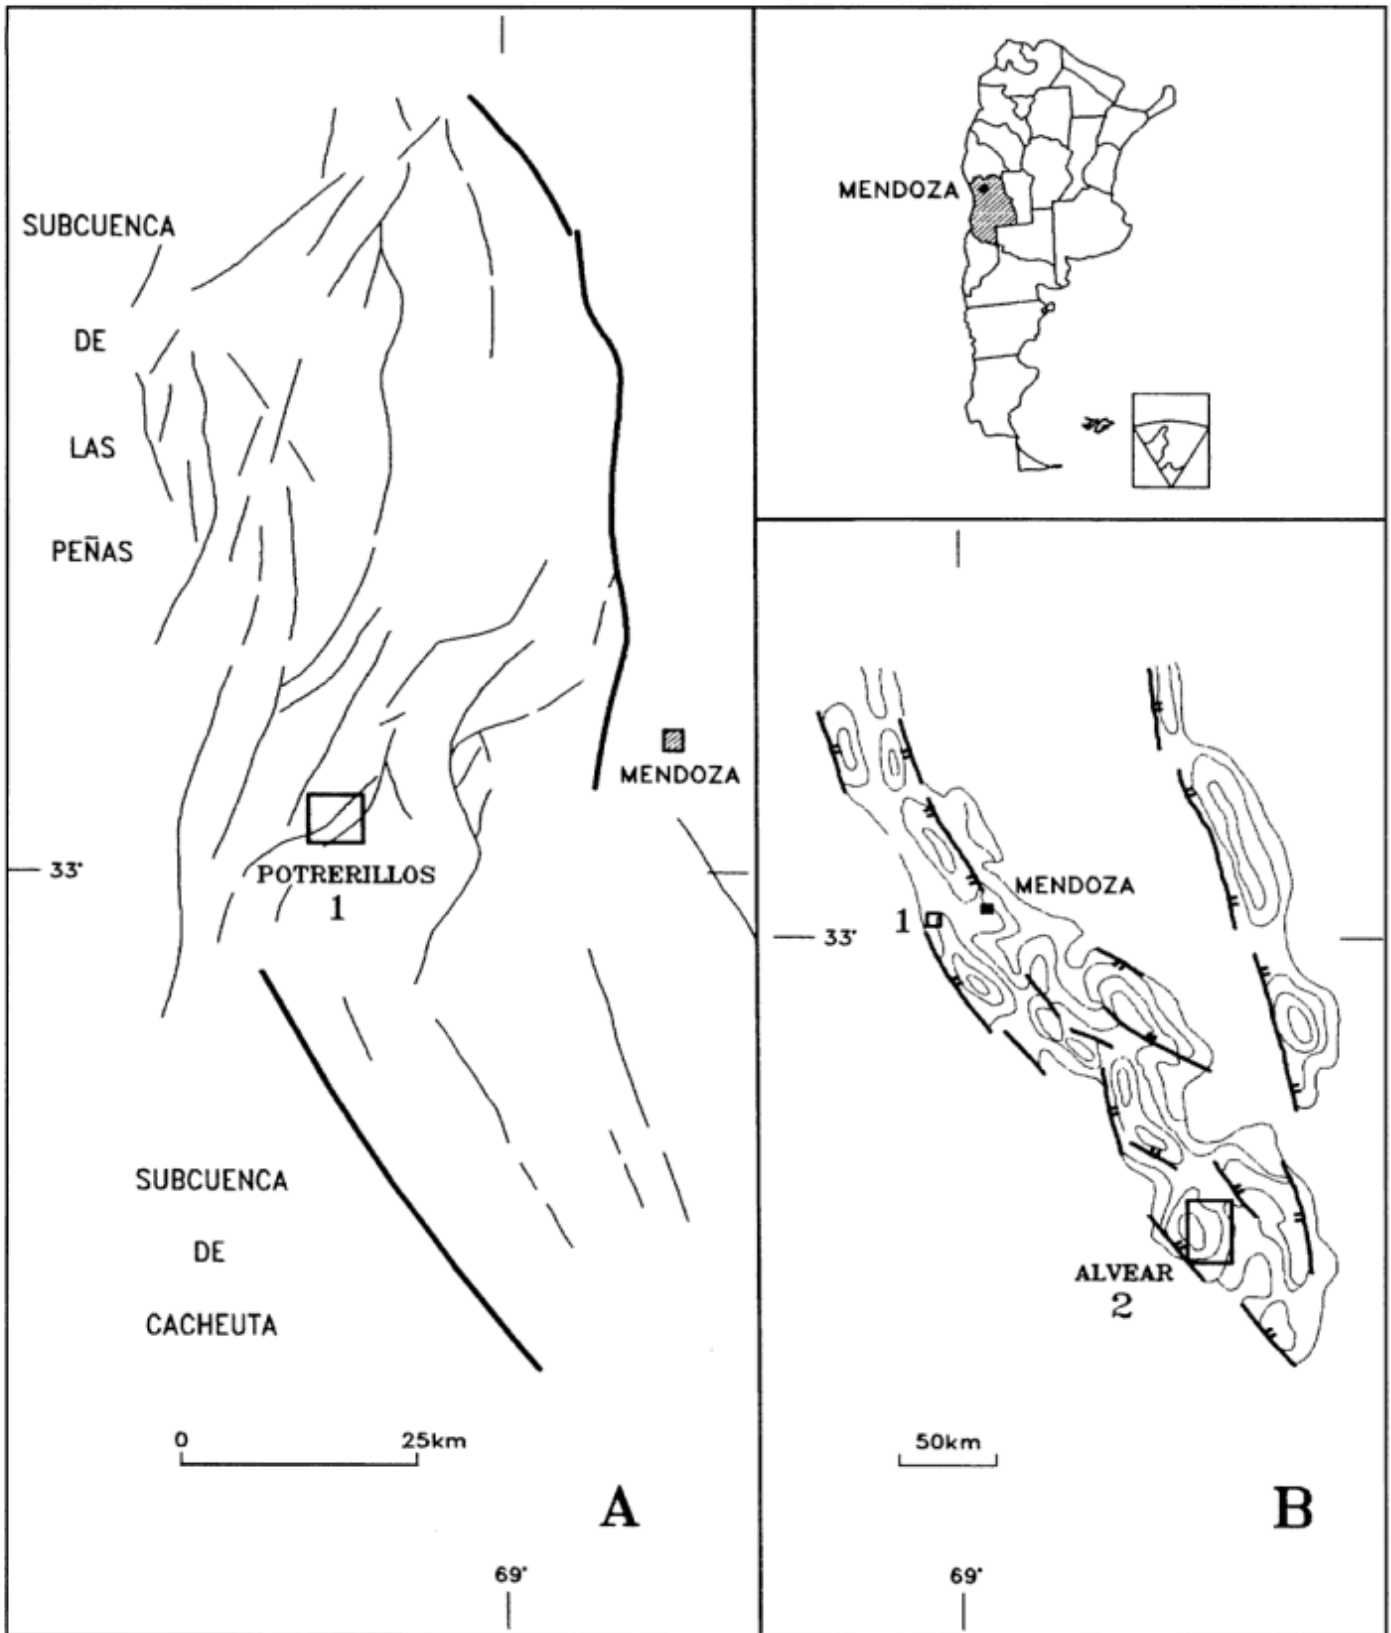 SUBCUENCA
DE
LAS
PEÑAS
MENDOZA
33°
POTRERILLOS
1
SUBCUENCA
DE
CACHEUTA
0 25km
A
69°
MENDOZA
MENDOZA
1
33°
ALVEAR
2
50km
B
69°